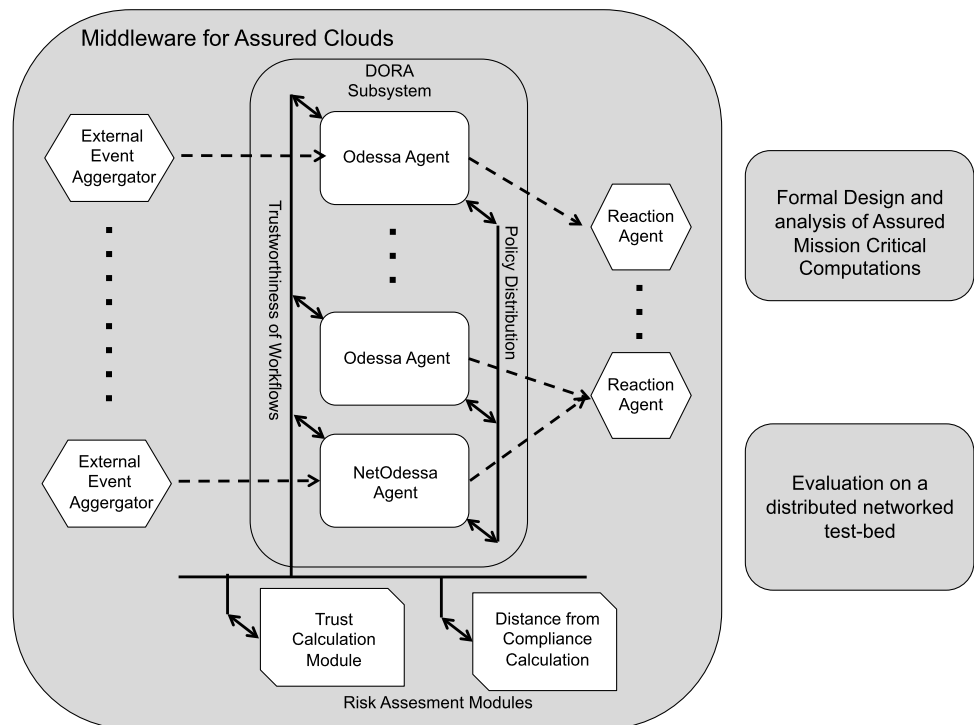 Middleware for Assured Clouds
DORA
Subsystem
External
Event
Aggergator
Odessa Agent
Reaction
Agent
Trustworthiness of Workflows
Policy Distribution
Odessa Agent
Reaction
Agent
External
Event
Aggergator
NetOdessa
Agent
Trust
Calculation
Module
Distance from
Compliance
Calculation
Risk Assesment Modules
Formal Design and
analysis of Assured
Mission Critical
Computations
Evaluation on a
distributed networked
test-bed